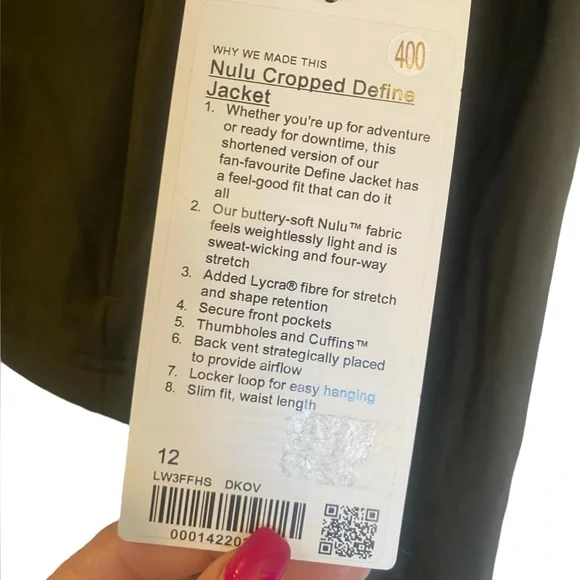 400
WHY WE MADE THIS
Nulu Cropped Define
Jacket
1. Whether you're up for adventure
or ready for downtime, this
shortened version of our
fan-favourite Define Jacket has
a feel-good fit that can do it
all
2. Our buttery-soft Nulu™ fabric
feels weightlessly light and is
sweat-wicking and four-way
stretch
3. Added Lycra® fibre for stretch
and shape retention
4. Secure front pockets
5. Thumbholes and Cuffins™
6. Back vent strategically placed
to provide airflow
7. Locker loop for easy hanging
8. Slim fit, waist length
12
LW3FFHS DKOV